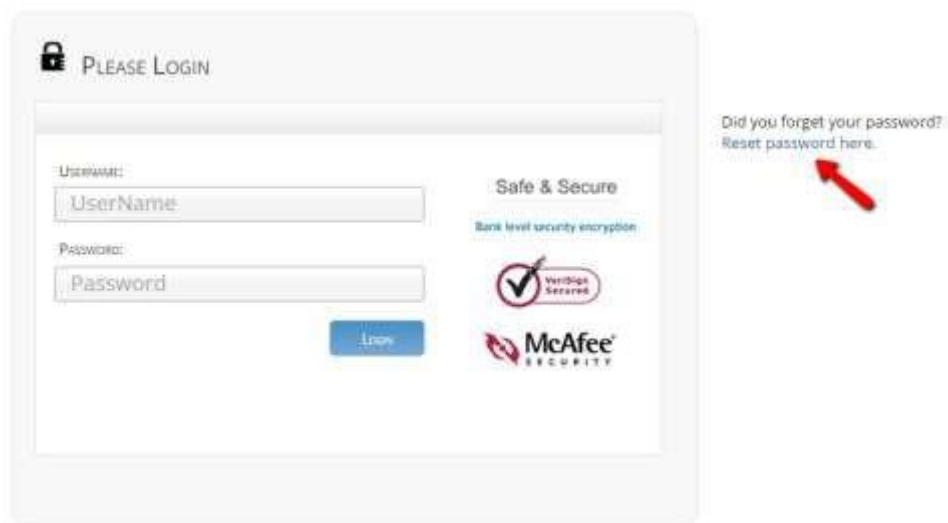 PLEASE LOGIN
Did you forget your password?
Reset password here.
USERNAME:
UserName
PASSWORD:
Password
LOGIN
Safe & Secure
Bank level security encryption
VeriSign
Secured
McAfee
SECURITY